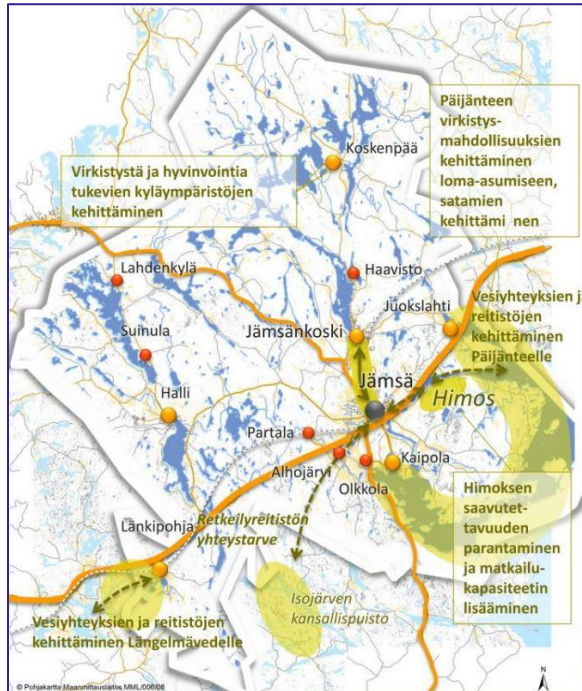 Päijänteen
virkistys-
mahdollisuuksien
kehittäminen
loma-asumiseen,
satamien
kehittämi nen
Koskenpää
Virkistystä ja hyvinvointia
tukevien kyläympäristöjen
kehittäminen
Lahdenkylä
Haavisto
Juokslahti
Vesiyhteyksien ja
reitistöjen
kehittäminen
Päijänteelle
Suinula
Jämsänkoski
Jämsä
Himos
Halli
Partala
Alhojärvi
Kaipola
Olkkola
Himoksen
saavutet-
tavuuden
parantaminen
ja matkailu-
kapasiteetin
lisääminen
Länkipohja
Retkeilyreitistön
yhteystarve
Isojärven
kansallispuisto
Vesiyhteyksien ja reitistöjen
kehittäminen Längelmävedelle
© Pohjakartta Maanmittauslaitos MML/006/08
N